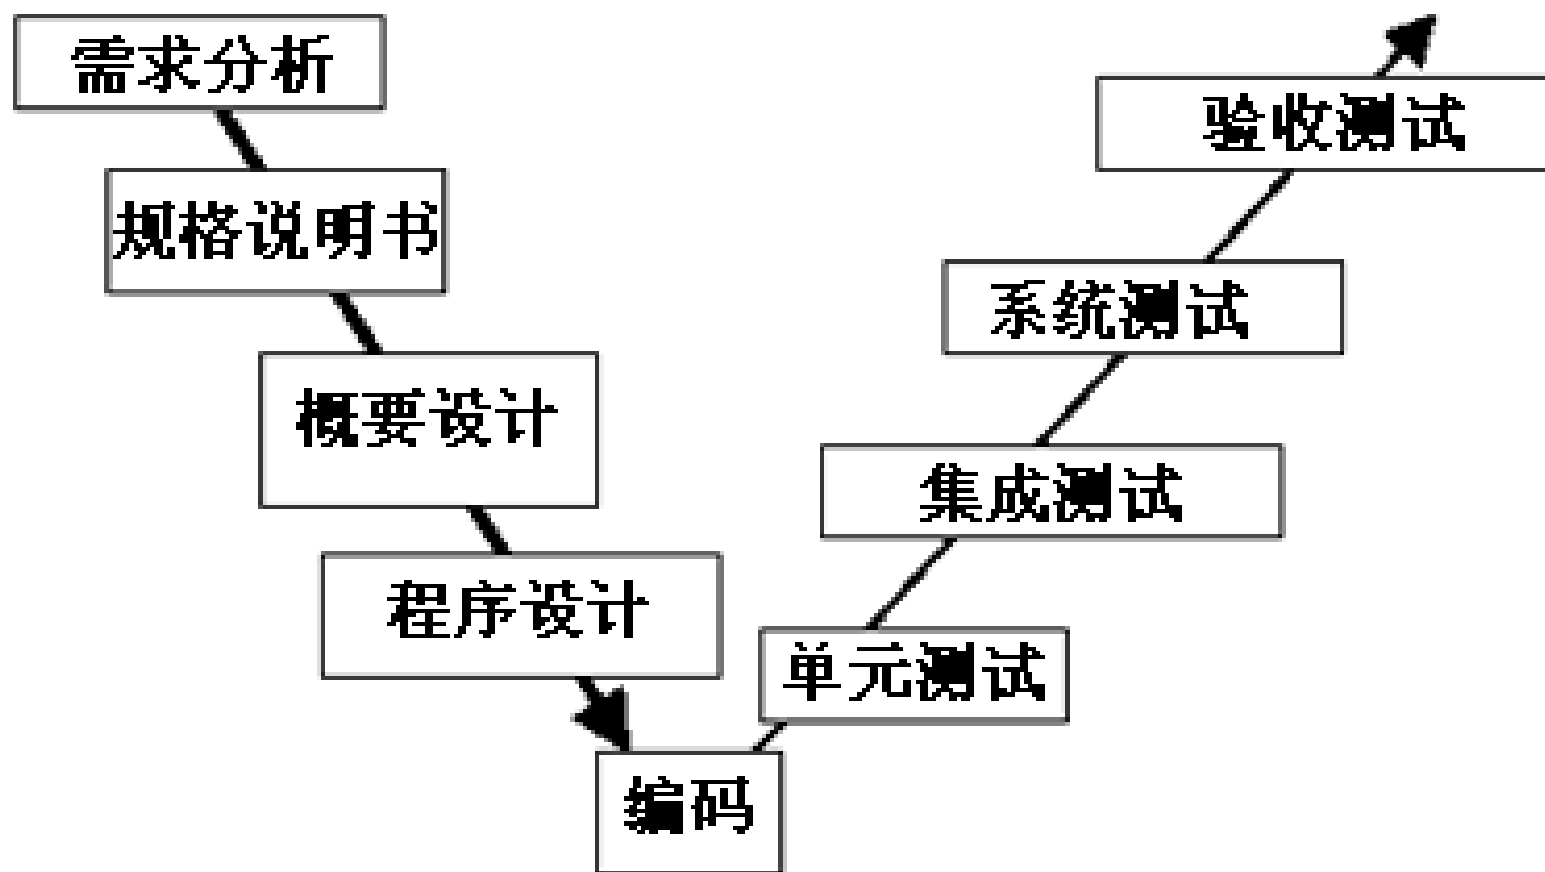 需求分析
规格说明书
概要设计
程序设计
编码
单元测试
集成测试
系统测试
验收测试